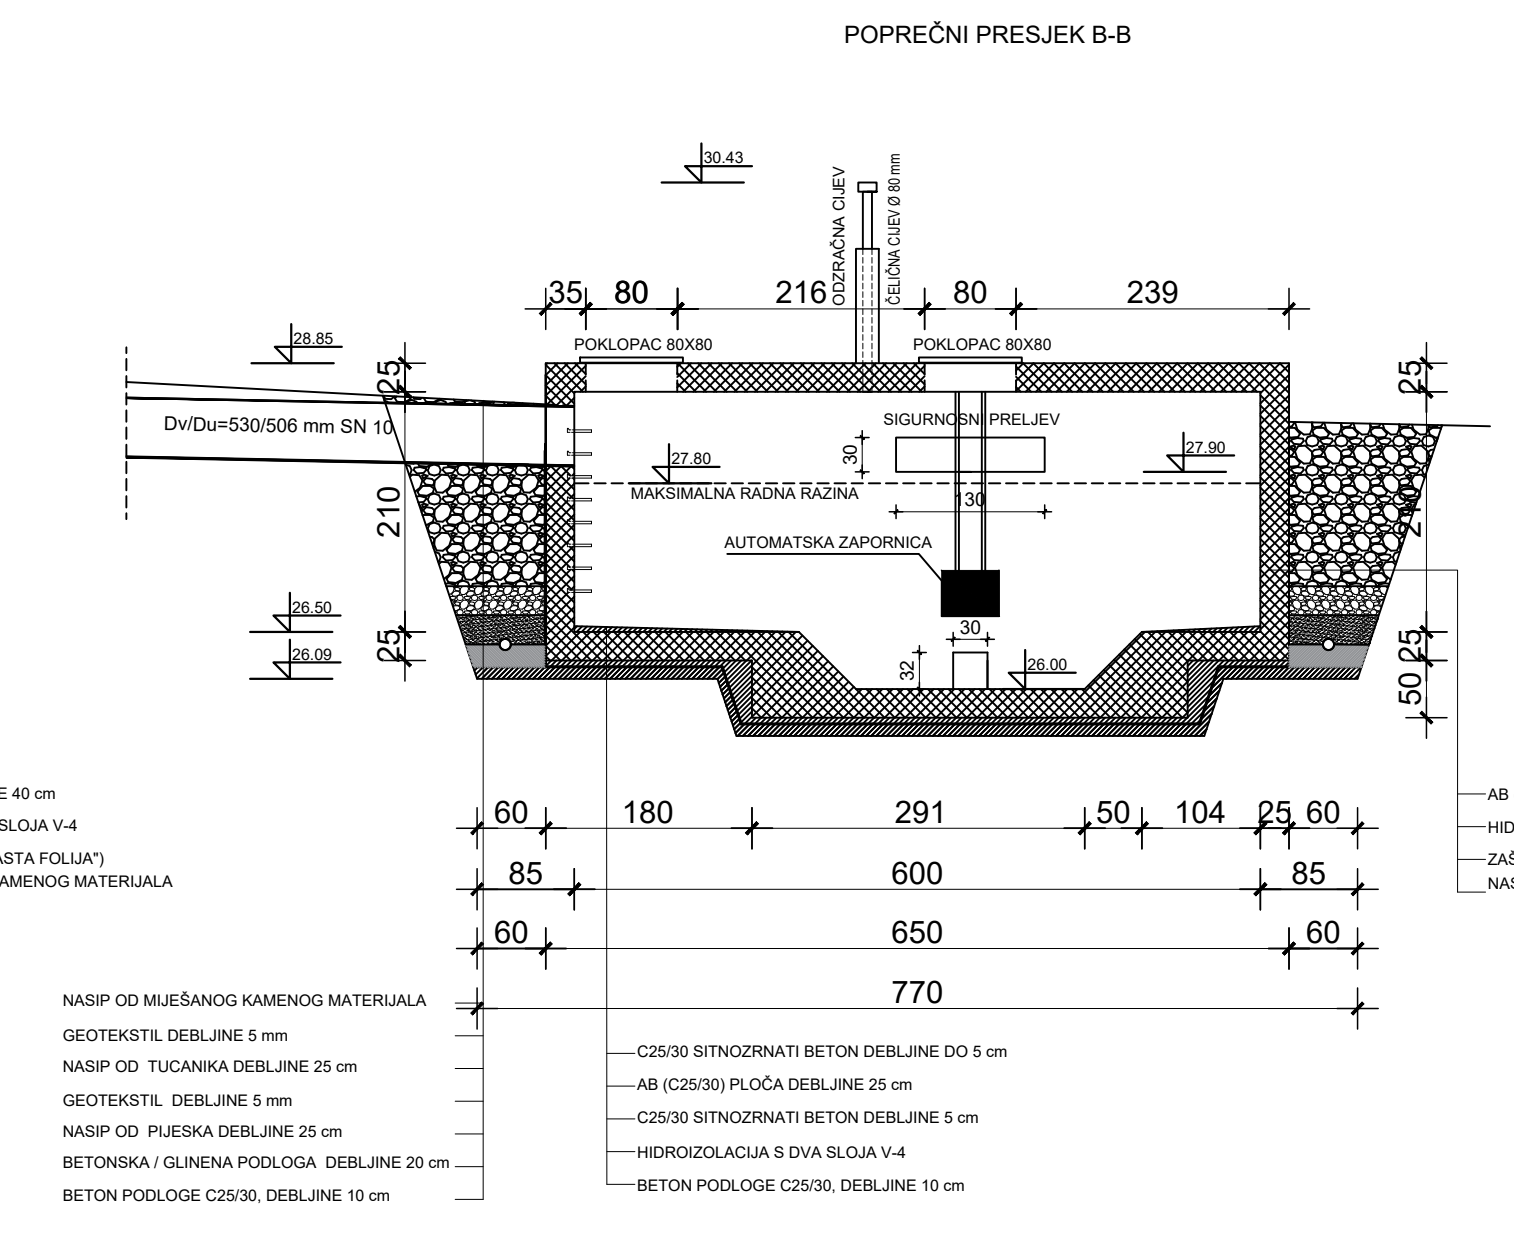 POPREČNI PRESJEK B-B
30.43
ODZRAČNA CIJEV
ČELIČNA CIJEV Ø 80 mm
35 80 216 80 239
28.85
POKLOPAC 80X80 POKLOPAC 80X80
25 25
Dv/Du=530/506 mm SN 10
SIGURNOSNI PRELJEV
30
27.80 27.90
MAKSIMALNA RADNA RAZINA
130
210 210
AUTOMATSKA ZAPORNICA
26.50
30
25 25
26.09
32
26.00
50
E 40 cm
SLOJA V-4
ASTA FOLIJA")
AMENOG MATERIJALA
60 180 291 50 104 25 60
AB
HID
ZAŠ
NAS
85 600 85
60 650 60
770
NASIP OD MIJEŠANOG KAMENOG MATERIJALA
GEOTEKSTIL DEBLJINE 5 mm
NASIP OD TUCANIKA DEBLJINE 25 cm
GEOTEKSTIL DEBLJINE 5 mm
NASIP OD PIJESKA DEBLJINE 25 cm
BETONSKA / GLINENA PODLOGA DEBLJINE 20 cm
BETON PODLOGE C25/30, DEBLJINE 10 cm
C25/30 SITNOZRNATI BETON DEBLJINE DO 5 cm
AB (C25/30) PLOČA DEBLJINE 25 cm
C25/30 SITNOZRNATI BETON DEBLJINE 5 cm
HIDROIZOLACIJA S DVA SLOJA V-4
BETON PODLOGE C25/30, DEBLJINE 10 cm